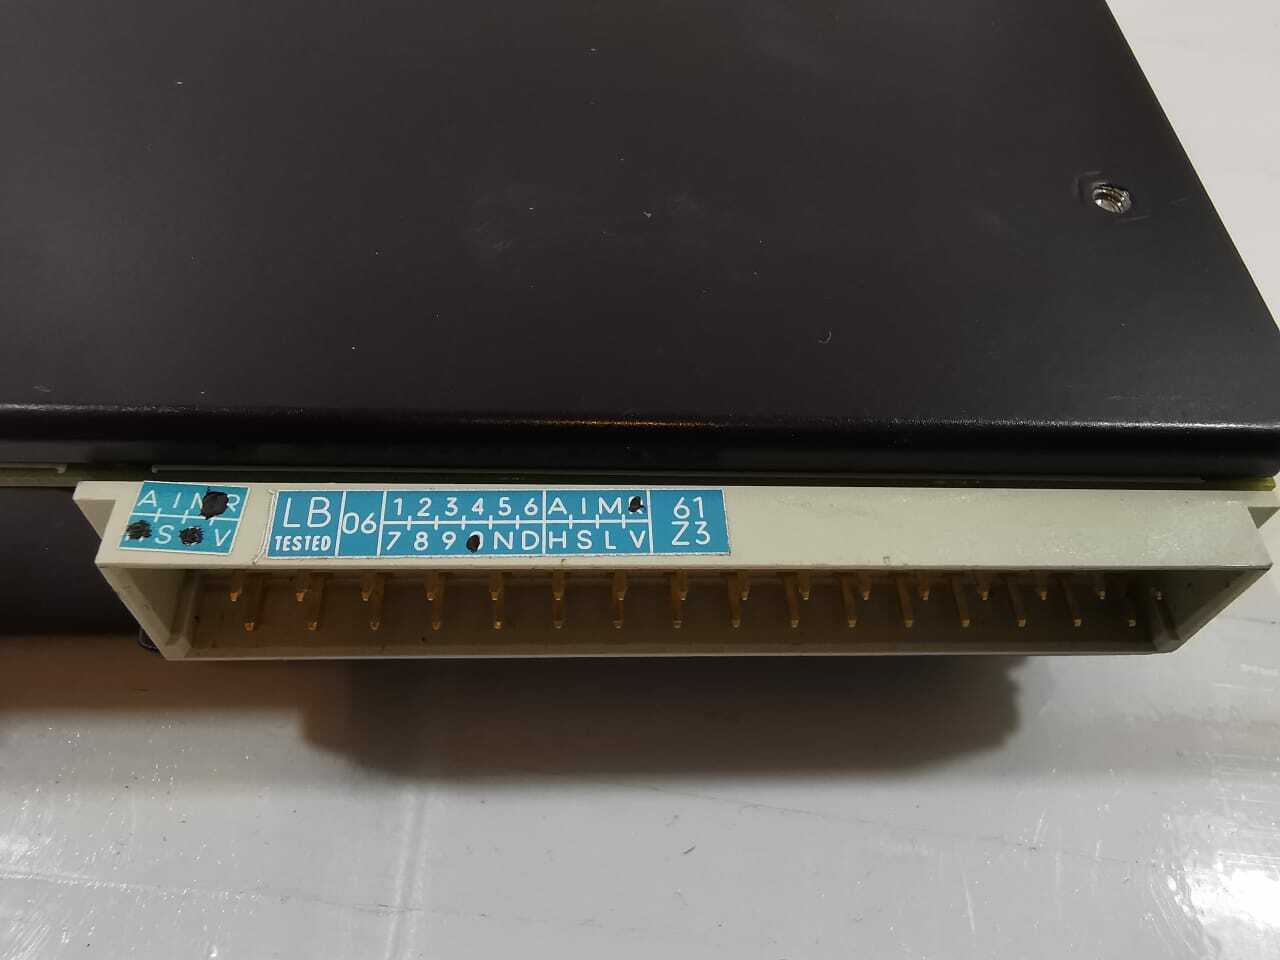 A I R
S V
LB 06 1 2 3 4 5 6 A I M 61
TESTED 7 8 9 N D H S L V Z3